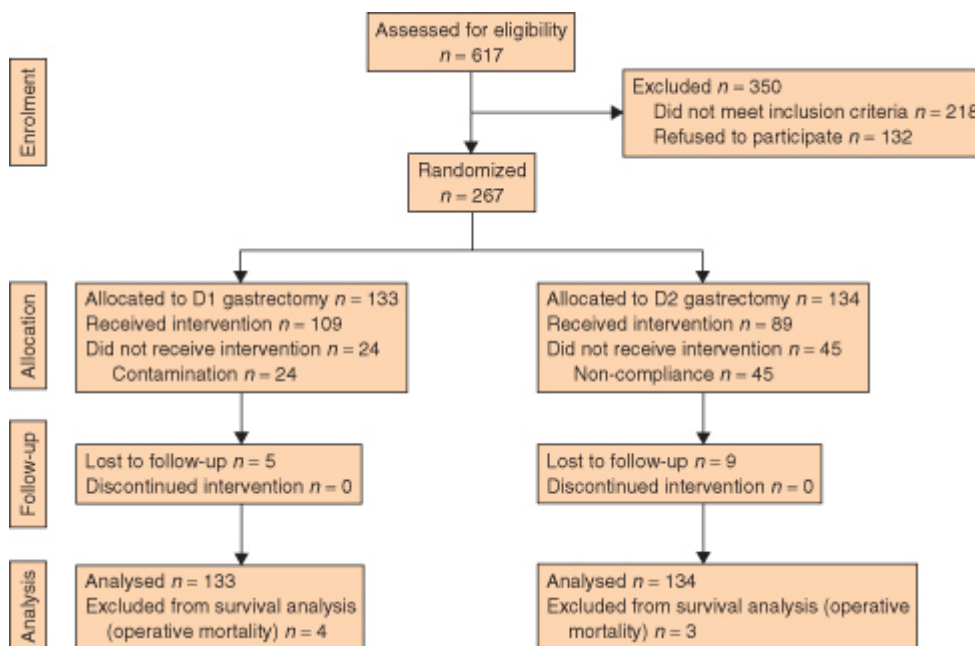 Enrolment
Assessed for eligibility
n = 617
Excluded n = 350
Did not meet inclusion criteria n = 218
Refused to participate n = 132
Randomized
n = 267
Allocation
Allocated to D1 gastrectomy n = 133
Received intervention n = 109
Did not receive intervention n = 24
Contamination n = 24
Allocated to D2 gastrectomy n = 134
Received intervention n = 89
Did not receive intervention n = 45
Non-compliance n = 45
Follow-up
Lost to follow-up n = 5
Discontinued intervention n = 0
Lost to follow-up n = 9
Discontinued intervention n = 0
Analysis
Analysed n = 133
Excluded from survival analysis
(operative mortality) n = 4
Analysed n = 134
Excluded from survival analysis (operative
mortality) n = 3